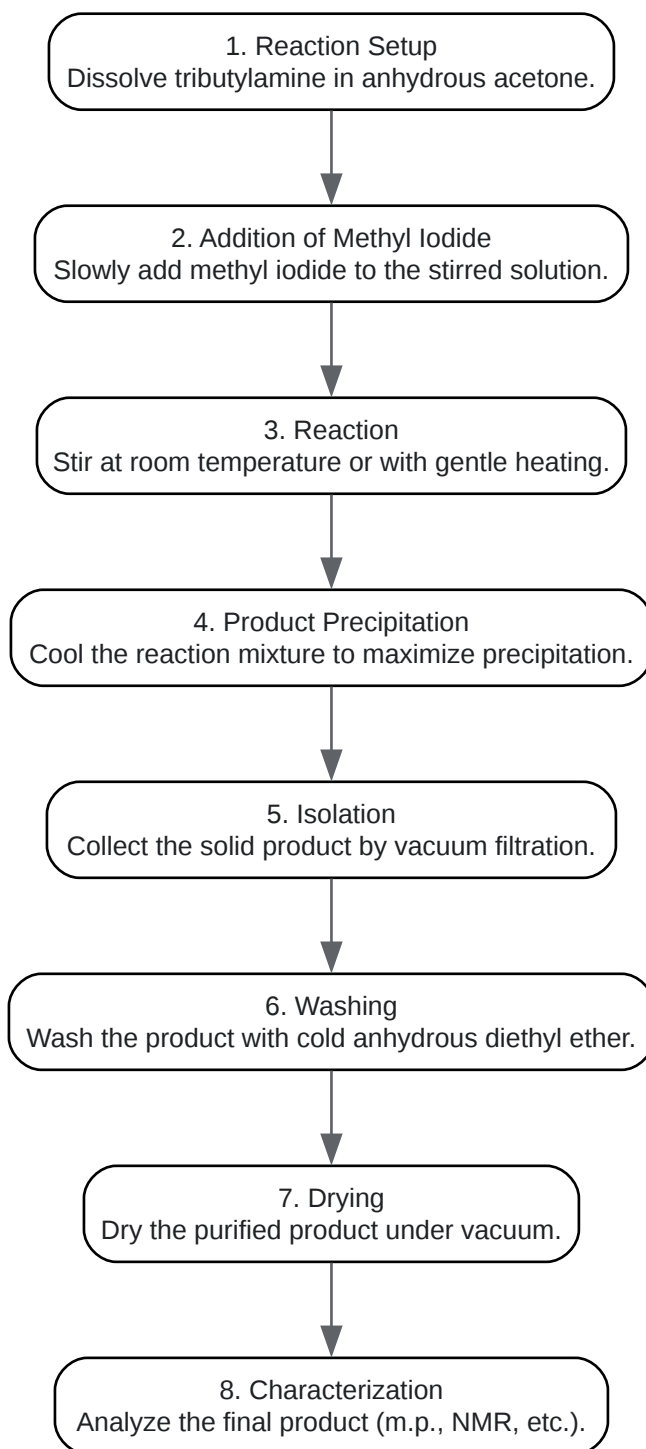 1. Reaction Setup
Dissolve tributylamine in anhydrous acetone.
2. Addition of Methyl Iodide
Slowly add methyl iodide to the stirred solution.
3. Reaction
Stir at room temperature or with gentle heating.
4. Product Precipitation
Cool the reaction mixture to maximize precipitation.
5. Isolation
Collect the solid product by vacuum filtration.
6. Washing
Wash the product with cold anhydrous diethyl ether.
7. Drying
Dry the purified product under vacuum.
8. Characterization
Analyze the final product (m.p., NMR, etc.).